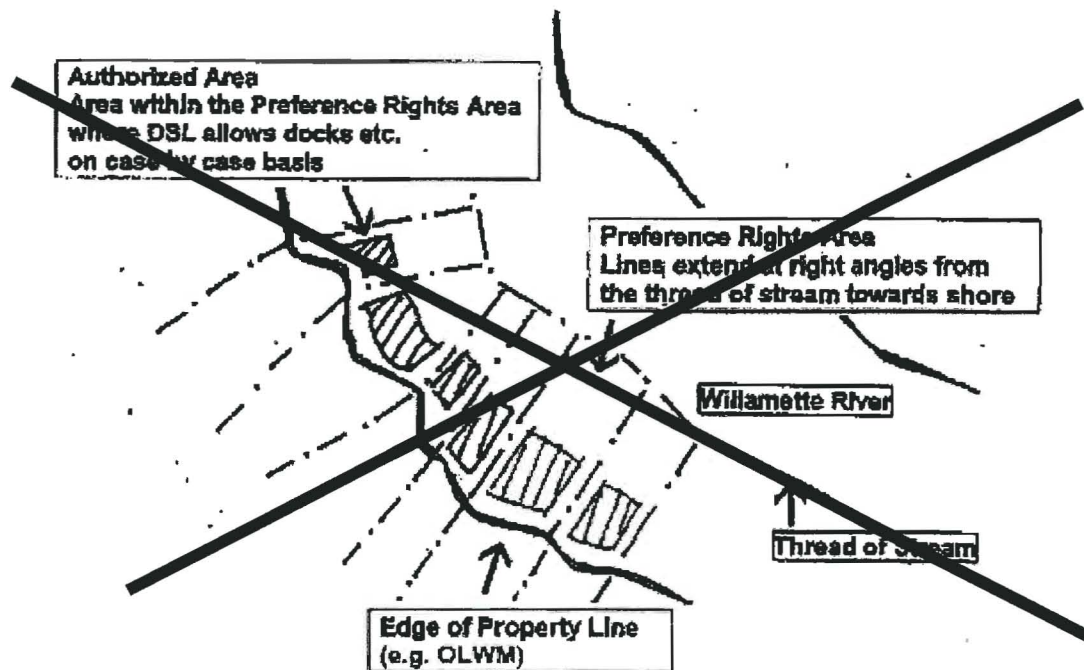 Authorized Area
Area within the Preference Rights Area
where DSL allows docks etc.
on case by case basis
Preference Rights Area
Lines extend at right angles from
the thread of stream towards shore
Willamette River
Thread of Stream
Edge of Property Line
(e.g. OLWM)